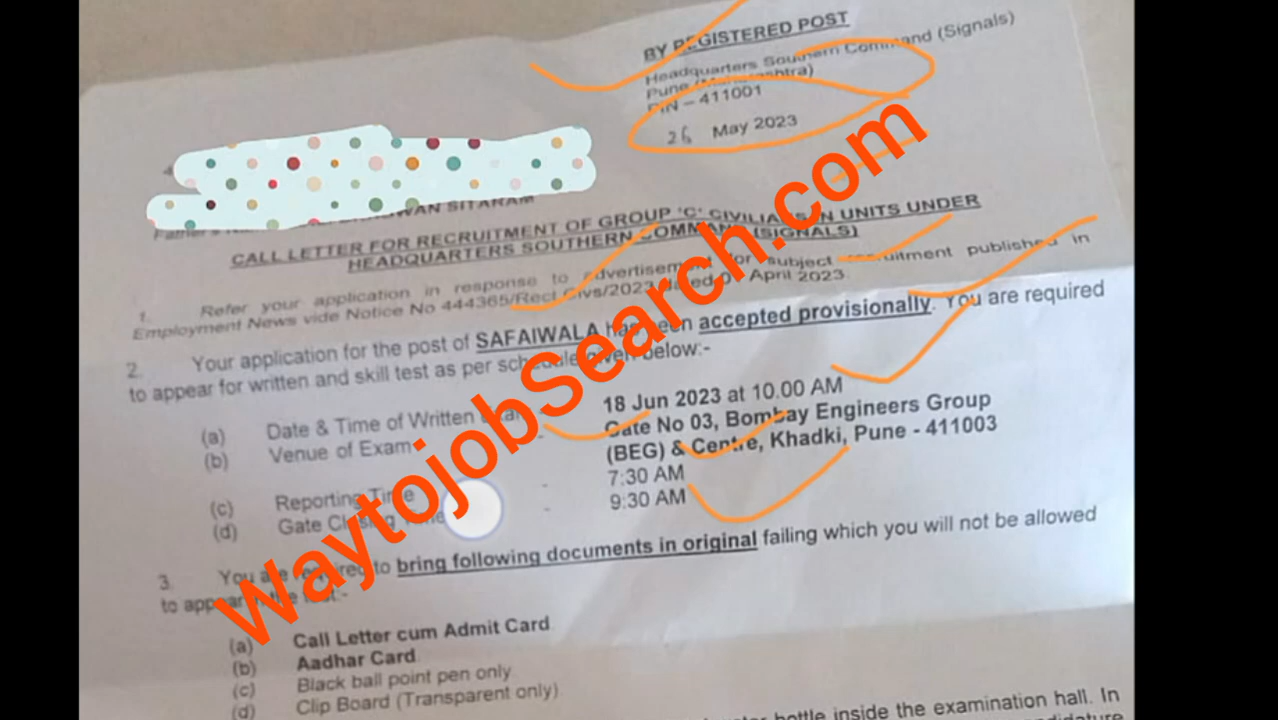 BY REGISTERED POST
Headquarters Southern Command (Signals)
Pune (Maharashtra)
PIN – 411001
26 May 2023
SITARAM
CALL LETTER FOR RECRUITMENT OF GROUP 'C' CIVILIANS IN UNITS UNDER
HEADQUARTERS SOUTHERN COMMAND (SIGNALS)
1. Refer your application in response to advertisement for subject recruitment published in
Employment News vide Notice No 444365/Rect Civs/2023 dated April 2023.
2. Your application for the post of SAFAIWALA has been accepted provisionally. You are required
to appear for written and skill test as per schedule given below:-
(a) Date & Time of Written Exam - 18 Jun 2023 at 10.00 AM
(b) Venue of Exam - Gate No 03, Bombay Engineers Group
(BEG) & Centre, Khadki, Pune - 411003
(c) Reporting Time - 7:30 AM
(d) Gate Closing Time - 9:30 AM
3. You are required to bring following documents in original failing which you will not be allowed
to appear in the test:-
(a) Call Letter cum Admit Card
(b) Aadhar Card
(c) Black ball point pen only
(d) Clip Board (Transparent only)
bottle inside the examination hall. In
WaytojobSearch.com